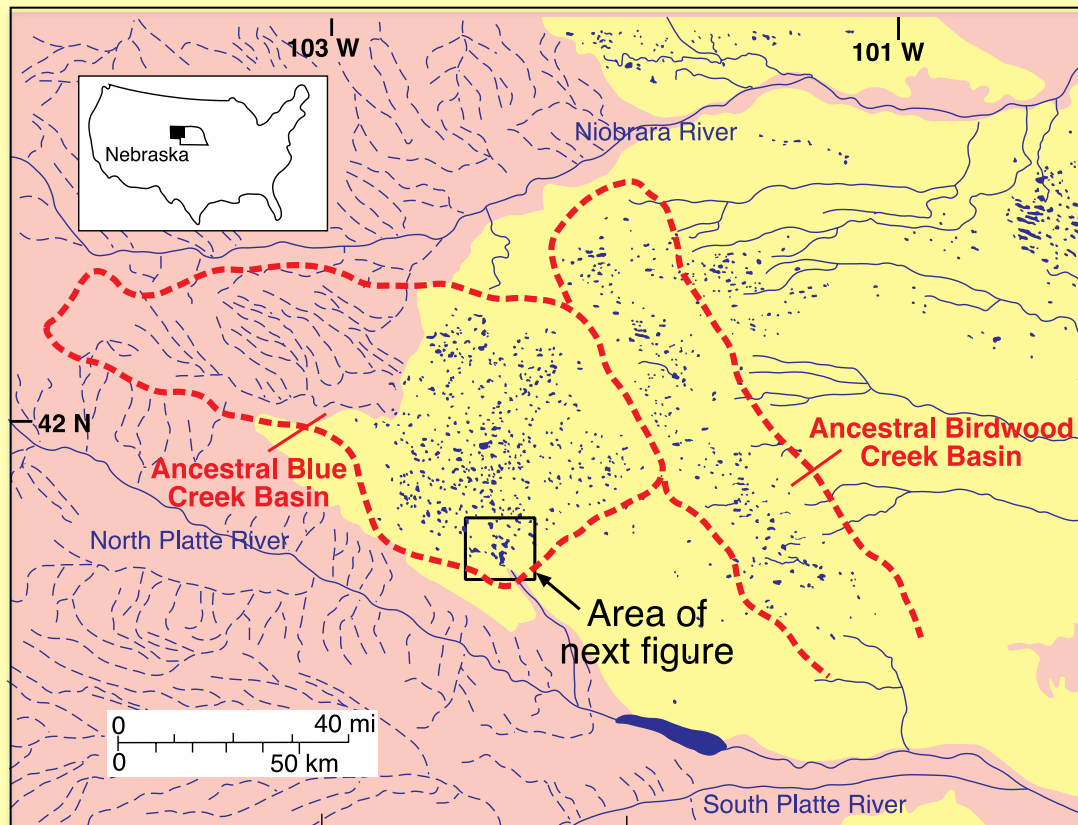 103 W
101 W
Niobrara River
Nebraska
42 N
Ancestral Blue
Creek Basin
Ancestral Birdwood
Creek Basin
North Platte River
Area of
next figure
0 40 mi
0 50 km
South Platte River